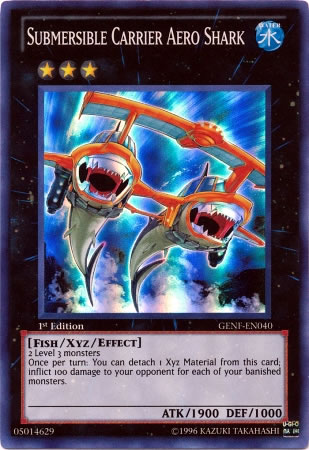 SUBMERSIBLE CARRIER AERO SHARK
WATER
水
1st Edition
GENF-EN040
[FISH/XYZ/EFFECT]
2 Level 3 monsters
Once per turn: You can detach 1 Xyz Material from this card;
inflict 100 damage to your opponent for each of your banished
monsters.
ATK/1900 DEF/1000
05014629
©1996 KAZUKI TAKAHASHI